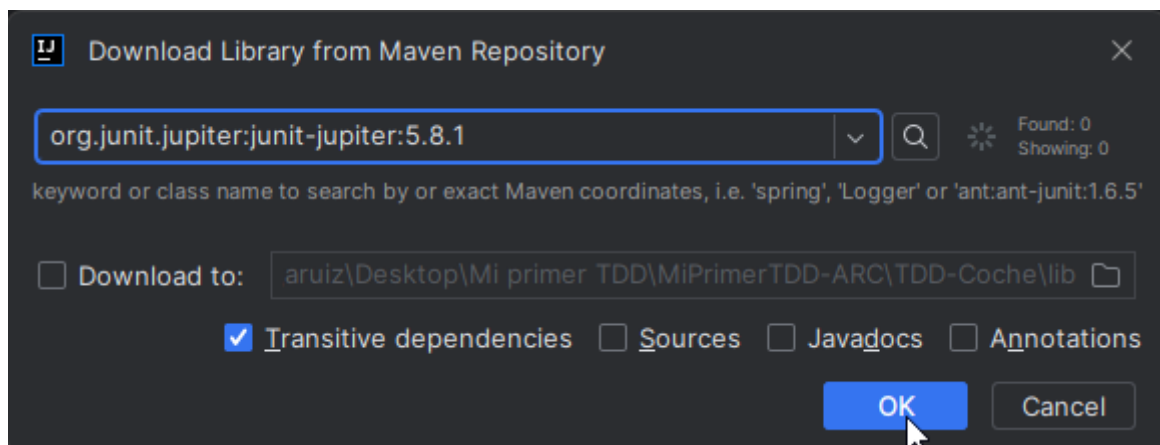 IJ
Download Library from Maven Repository
org.junit.jupiter:junit-jupiter:5.8.1
Found: 0
Showing: 0
keyword or class name to search by or exact Maven coordinates, i.e. 'spring', 'Logger' or 'ant:ant-junit:1.6.5'
Download to: aruiz\Desktop\Mi primer TDD\MiPrimerTDD-ARC\TDD-Coche\lib
Transitive dependencies Sources Javadocs Annotations
OK Cancel